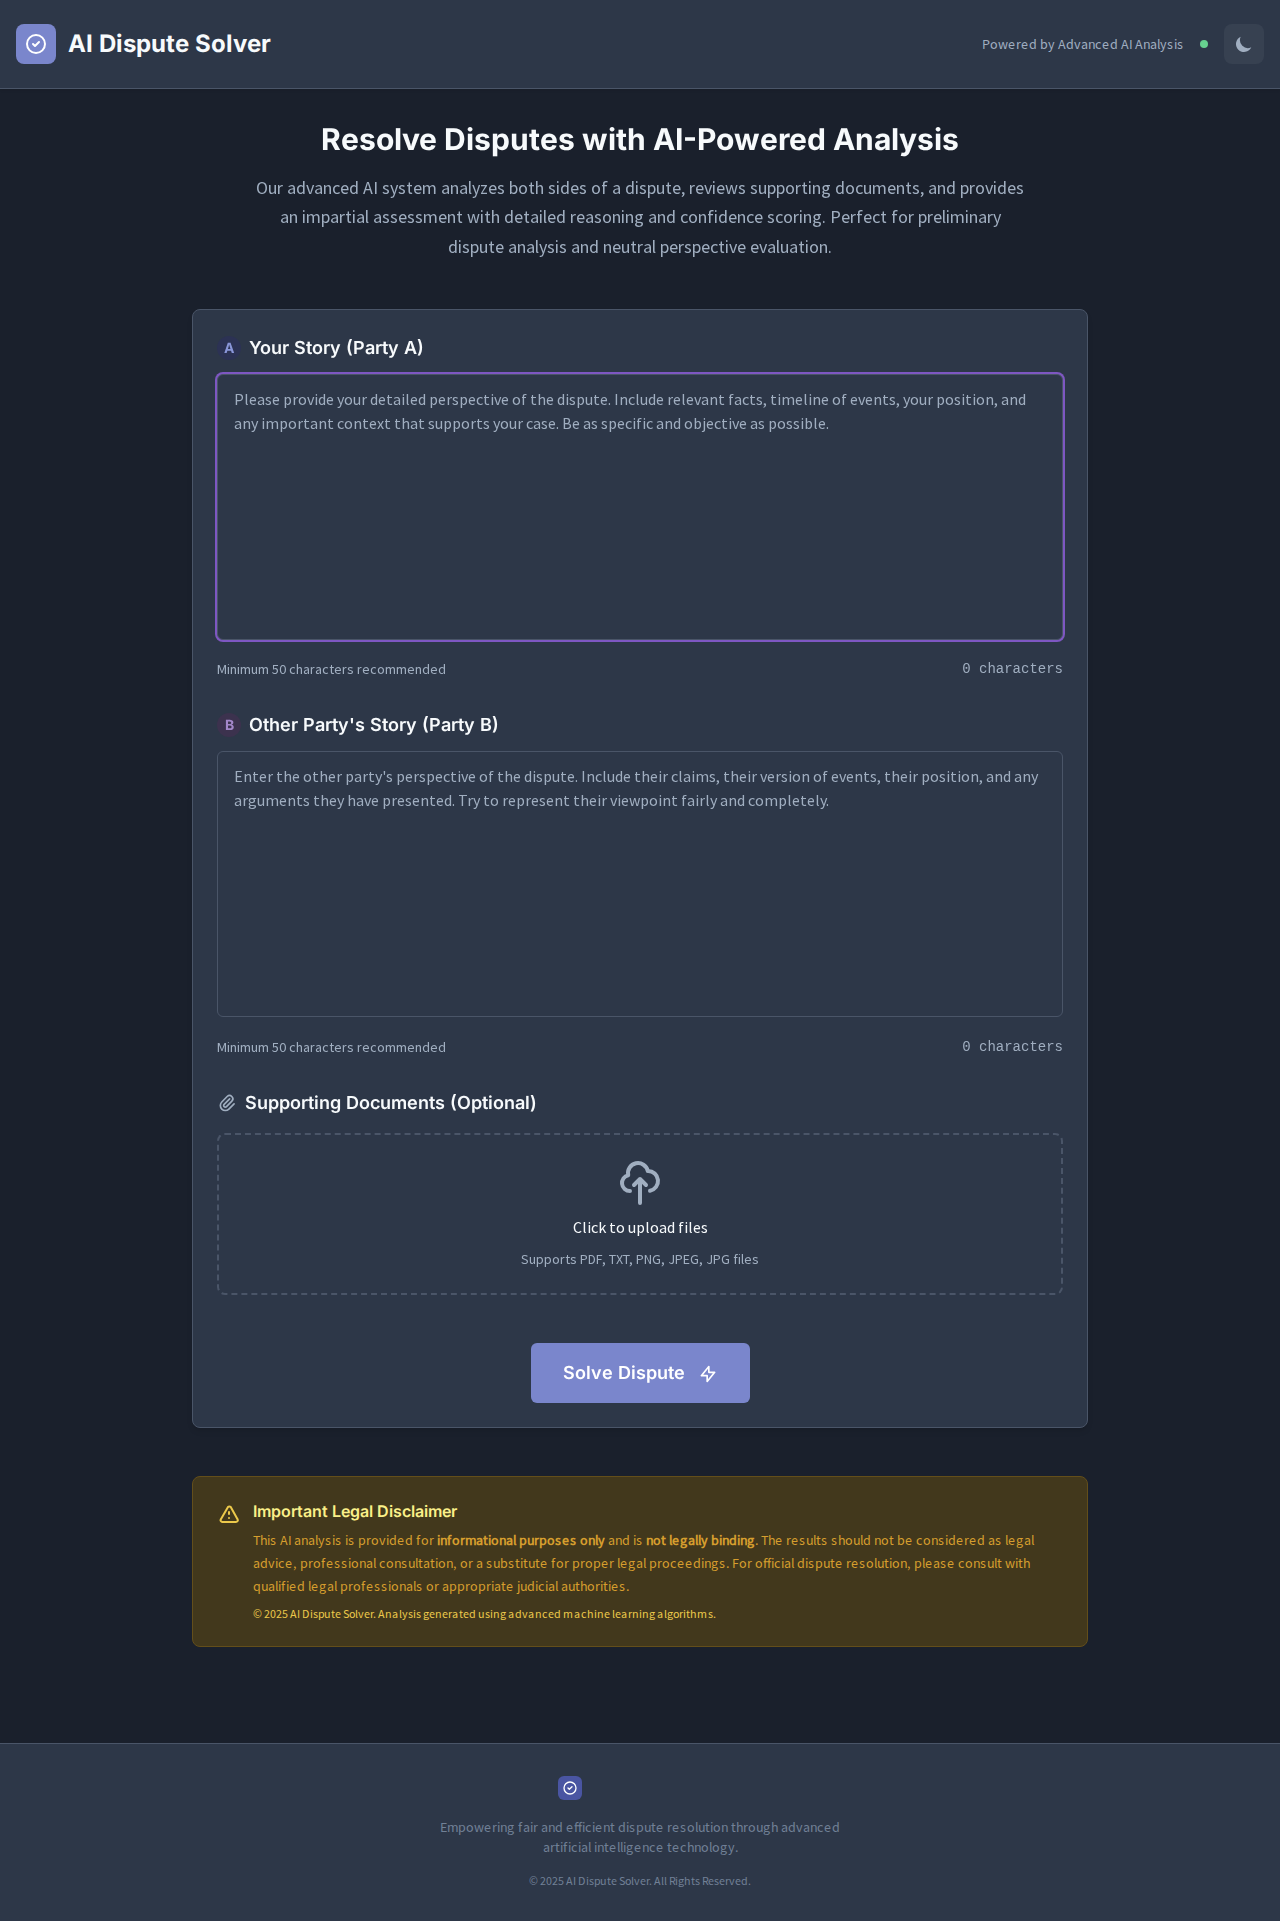 AI Dispute Solver
Powered by Advanced AI Analysis
Resolve Disputes with AI-Powered Analysis
Our advanced AI system analyzes both sides of a dispute, reviews supporting documents, and provides
an impartial assessment with detailed reasoning and confidence scoring. Perfect for preliminary
dispute analysis and neutral perspective evaluation.
A Your Story (Party A)
Please provide your detailed perspective of the dispute. Include relevant facts, timeline of events, your position, and
any important context that supports your case. Be as specific and objective as possible.
Minimum 50 characters recommended
0 characters
B Other Party's Story (Party B)
Enter the other party's perspective of the dispute. Include their claims, their version of events, their position, and any
arguments they have presented. Try to represent their viewpoint fairly and completely.
Minimum 50 characters recommended
0 characters
Supporting Documents (Optional)
Click to upload files
Supports PDF, TXT, PNG, JPEG, JPG files
Solve Dispute
Important Legal Disclaimer
This AI analysis is provided for informational purposes only and is not legally binding. The results should not be considered as legal
advice, professional consultation, or a substitute for proper legal proceedings. For official dispute resolution, please consult with
qualified legal professionals or appropriate judicial authorities.
© 2025 AI Dispute Solver. Analysis generated using advanced machine learning algorithms.
Empowering fair and efficient dispute resolution through advanced
artificial intelligence technology.
© 2025 AI Dispute Solver. All Rights Reserved.